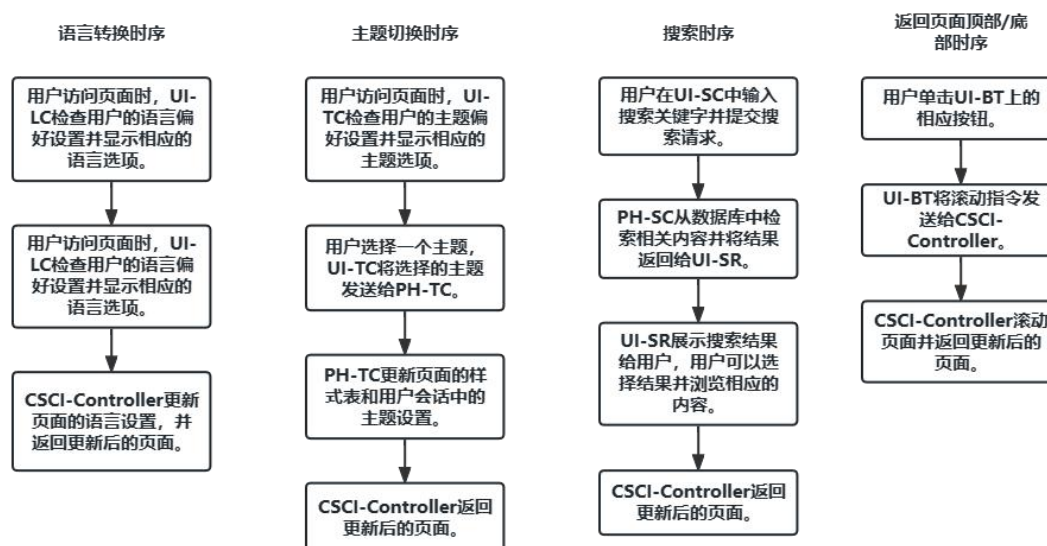 语言转换时序
用户访问页面时，UI-
LC检查用户的语言偏
好设置并显示相应的
语言选项。
用户访问页面时，UI-
LC检查用户的语言偏
好设置并显示相应的
语言选项。
CSCI-Controller更新
页面的语言设置，并
返回更新后的页面。
主题切换时序
用户访问页面时，UI-
TC检查用户的主题偏
好设置并显示相应的
主题选项。
用户选择一个主题，
UI-TC将选择的主题
发送给PH-TC。
PH-TC更新页面的样
式表和用户会话中的
主题设置。
CSCI-Controller返回
更新后的页面。
搜索时序
用户在UI-SC中输入
搜索关键字并提交搜
索请求。
PH-SC从数据库中检
索相关内容并将结果
返回给UI-SR。
UI-SR展示搜索结果
给用户，用户可以选
择结果并浏览相应的
内容。
CSCI-Controller返回
更新后的页面。
返回页面顶部/底
部时序
用户单击UI-BT上的
相应按钮。
UI-BT将滚动指令发
送给CSCI-
Controller。
CSCI-Controller滚动
页面并返回更新后的
页面。